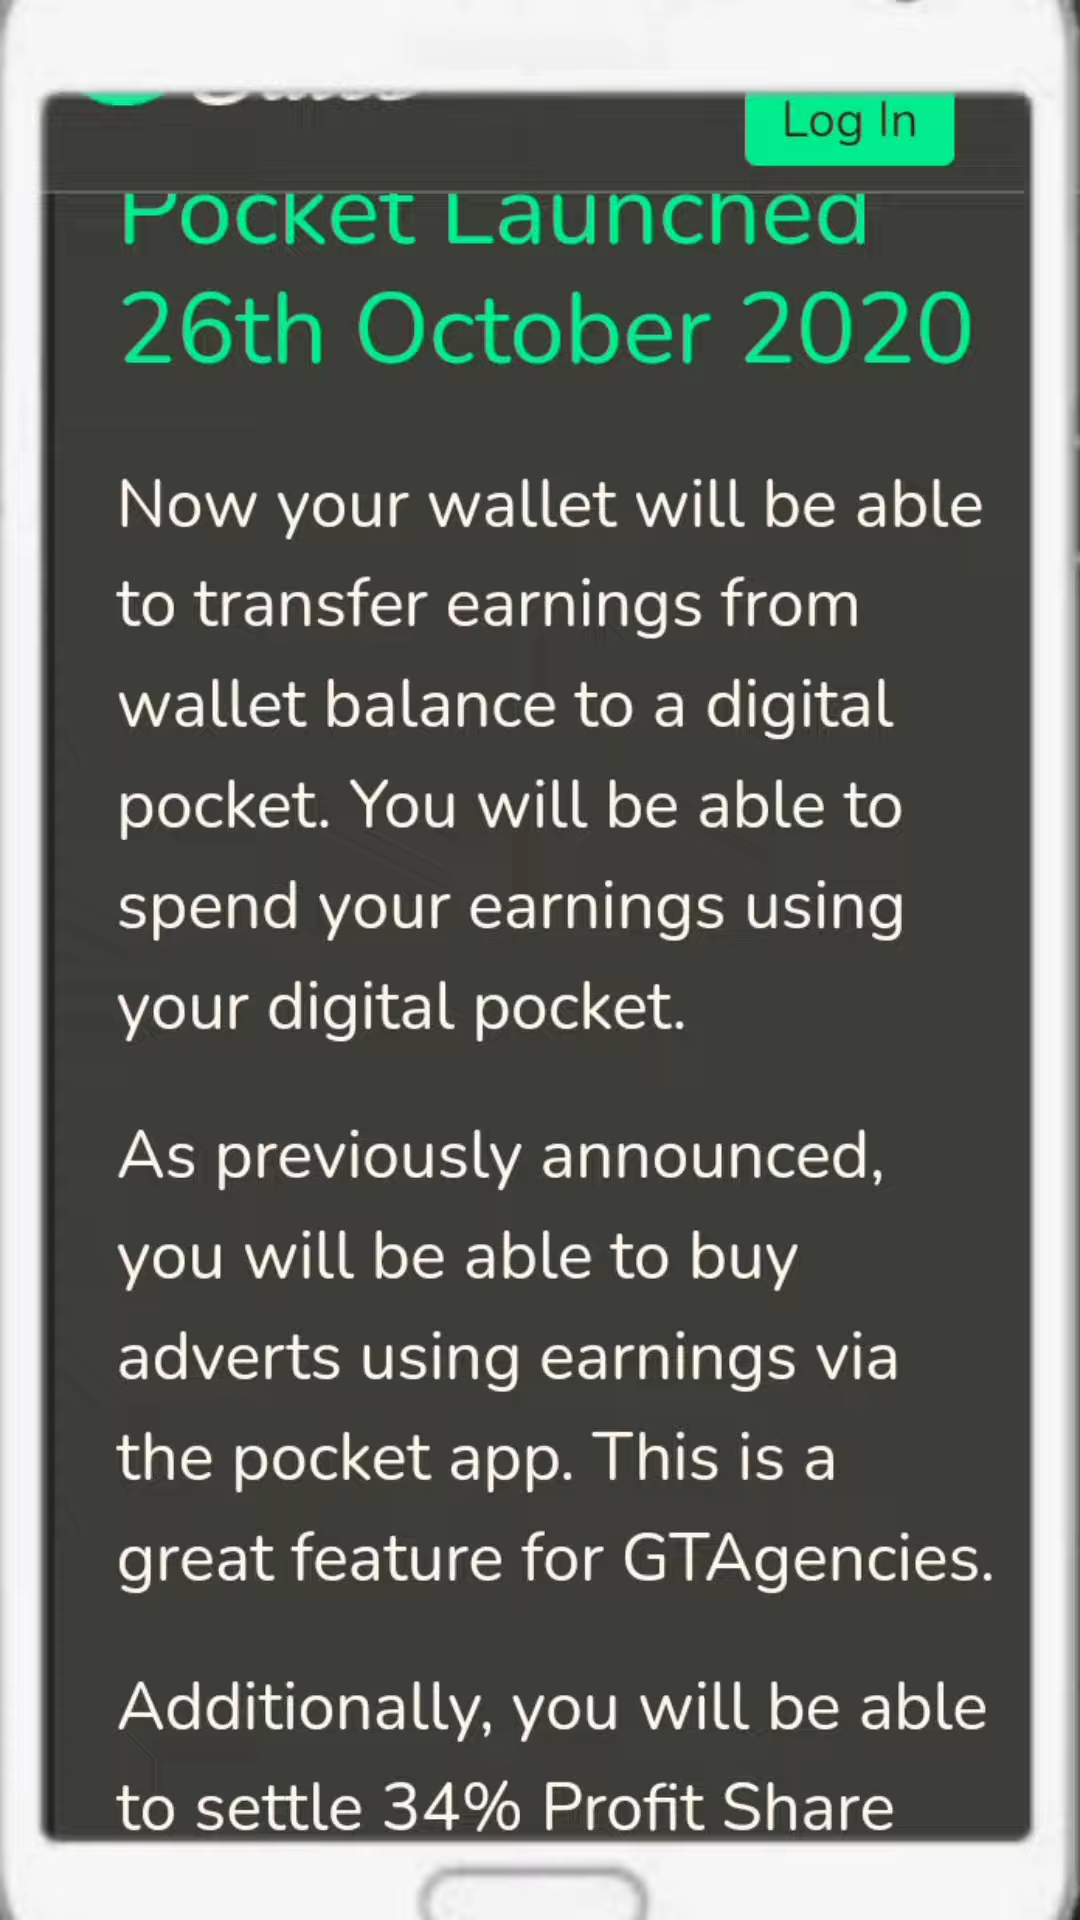 Log In
Pocket Launched
26th October 2020
Now your wallet will be able
to transfer earnings from
wallet balance to a digital
pocket. You will be able to
spend your earnings using
your digital pocket.
As previously announced,
you will be able to buy
adverts using earnings via
the pocket app. This is a
great feature for GTAgencies.
Additionally, you will be able
to settle 34% Profit Share